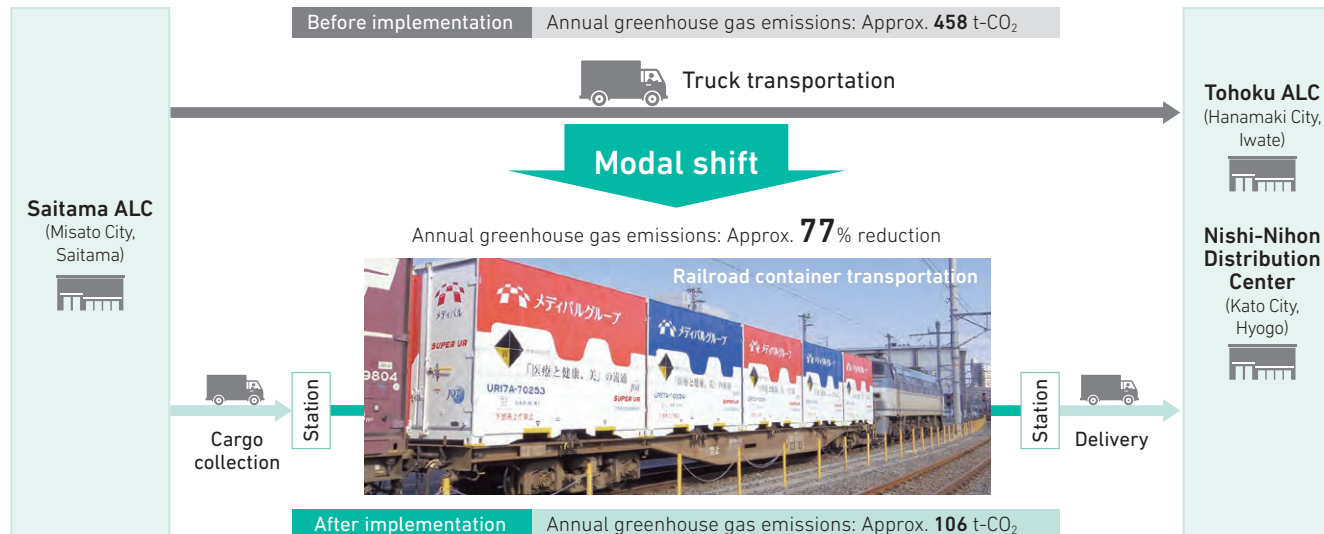 Before implementation
Annual greenhouse gas emissions: Approx. 458 t-CO₂
Truck transportation
Modal shift
Annual greenhouse gas emissions: Approx. 77% reduction
Saitama ALC
(Misato City,
Saitama)
Tohoku ALC
(Hanamaki City,
Iwate)
Nishi-Nihon
Distribution
Center
(Kato City,
Hyogo)
Railroad container transportation
メディパルグループ
メディパルグループ
メディパルグループ
SUPER UR
「医療と健康、美」の流通
URI7A-70253
SUPER UR
9804
Cargo
collection
Station
Station
Delivery
After implementation
Annual greenhouse gas emissions: Approx. 106 t-CO₂